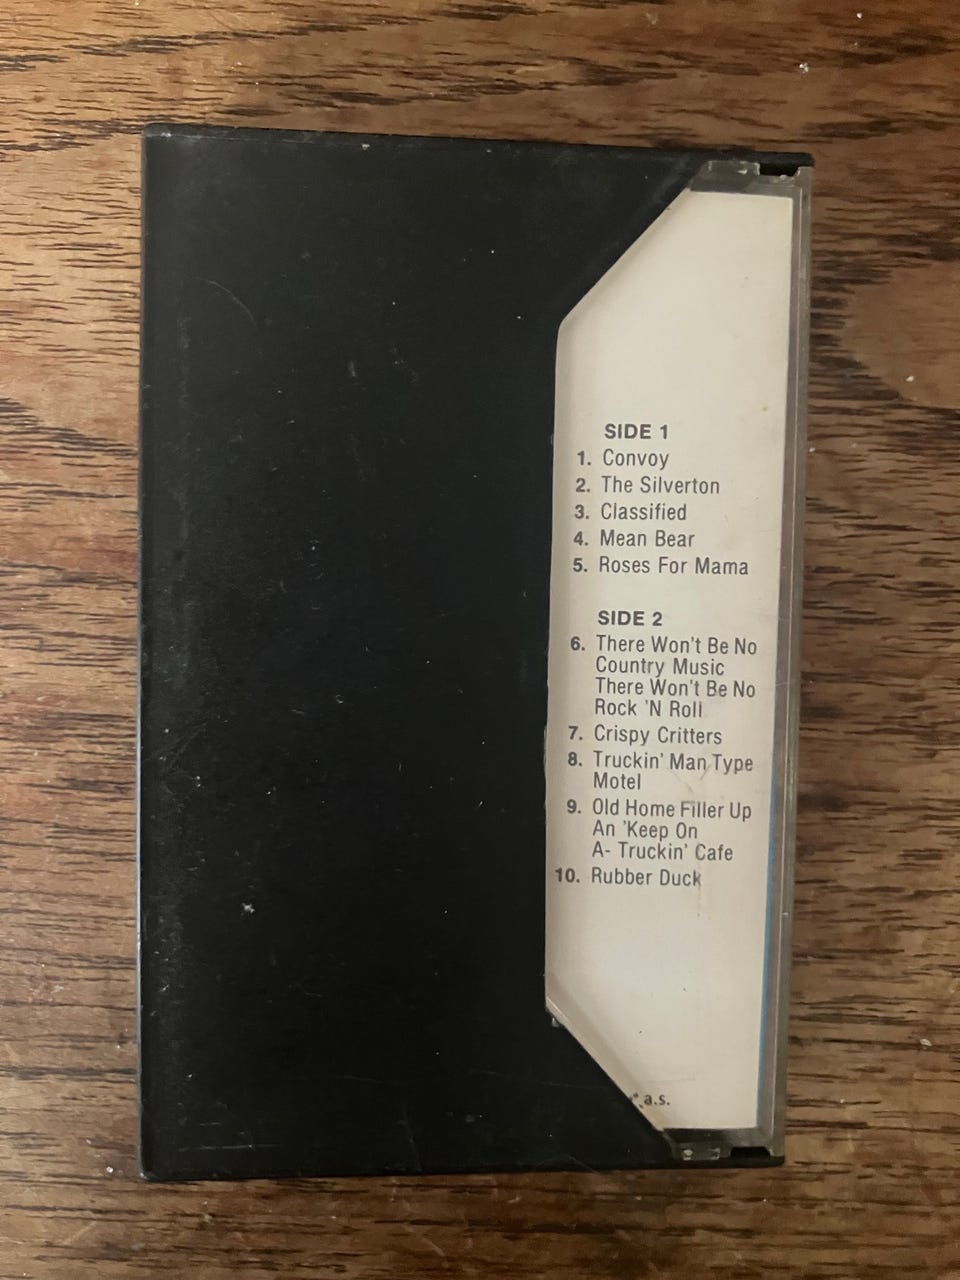 SIDE 1
1. Convoy
2. The Silverton
3. Classified
4. Mean Bear
5. Roses For Mama
SIDE 2
6. There Won't Be No
Country Music
There Won't Be No
Rock 'N Roll
7. Crispy Critters
8. Truckin' Man Type
Motel
9. Old Home Filler Up
An 'Keep On
A- Truckin' Cafe
10. Rubber Duck
a.s.